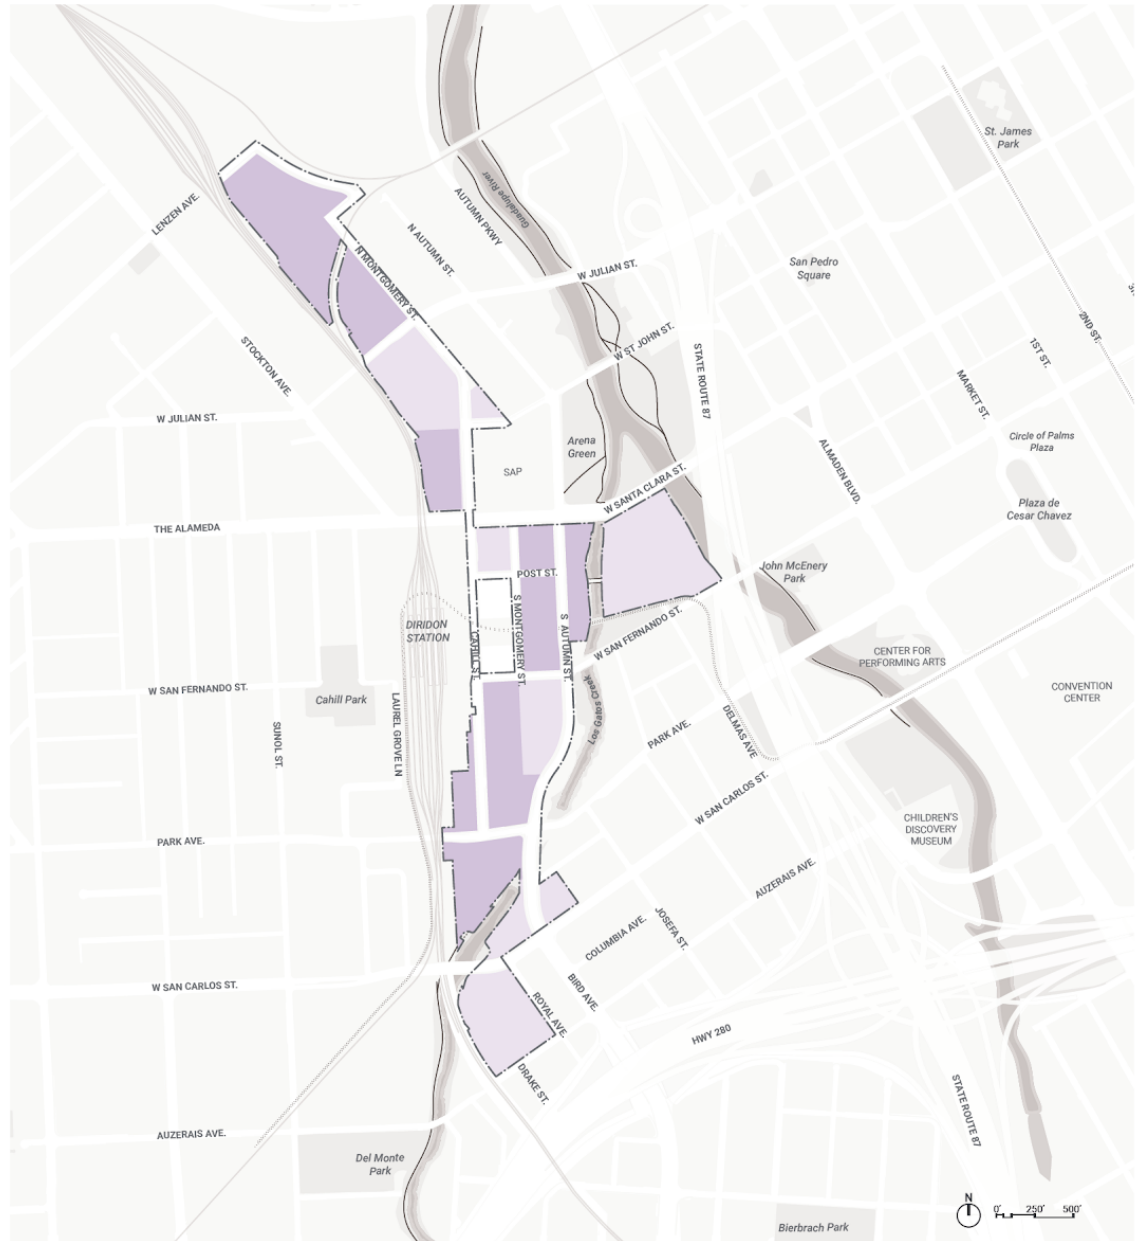 St. James
Park
LENZEN AVE.
AUTUMN PKWY
Guadalupe River
N AUTUMN ST.
N MONTGOMERY ST.
W JULIAN ST.
San Pedro
Square
2ND ST.
1ST ST.
W ST JOHN ST.
STOCKTON AVE.
STATE ROUTE 87
MARKET ST.
W JULIAN ST.
Arena
Green
SAP
ALMADEN BLVD.
Circle of Palms
Plaza
Plaza de
Cesar Chavez
W SANTA CLARA ST.
THE ALAMEDA
POST ST.
John McEnery
Park
DIRIDON
STATION
CAHILL ST.
S MONTGOMERY ST.
S AUTUMN ST.
W SAN FERNANDO ST.
CENTER FOR
PERFORMING ARTS
CONVENTION
CENTER
W SAN FERNANDO ST.
Cahill Park
SUNOL ST.
LAUREL GROVE LN
Los Gatos Creek
PARK AVE.
DELMAS AVE
W SAN CARLOS ST.
PARK AVE.
CHILDREN'S
DISCOVERY
MUSEUM
AUZERAIS AVE.
COLUMBIA AVE.
JOSEFA ST.
W SAN CARLOS ST.
BIRD AVE.
ROYAL AVE.
HWY 280
DRAKE ST.
STATE ROUTE 87
AUZERAIS AVE.
Del Monte
Park
Bierbrach Park
N
0' 250' 500'